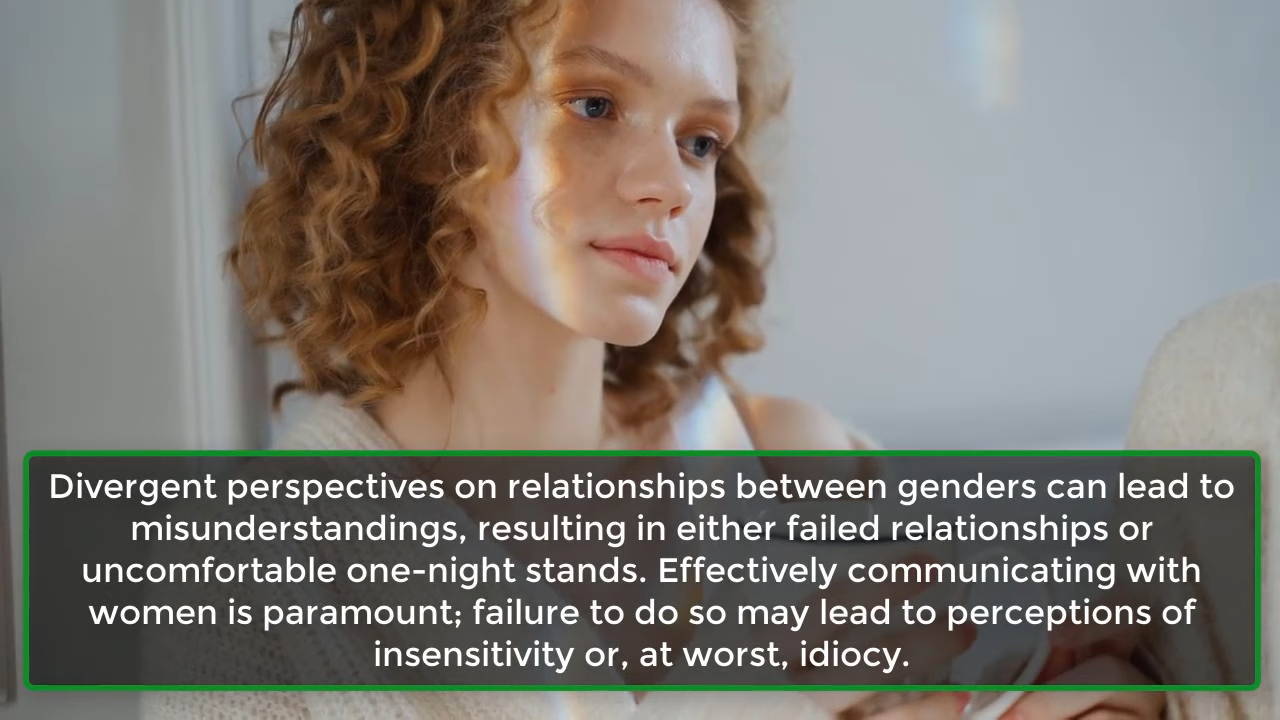 Divergent perspectives on relationships between genders can lead to
misunderstandings, resulting in either failed relationships or
uncomfortable one-night stands. Effectively communicating with
women is paramount; failure to do so may lead to perceptions of
insensitivity or, at worst, idiocy.